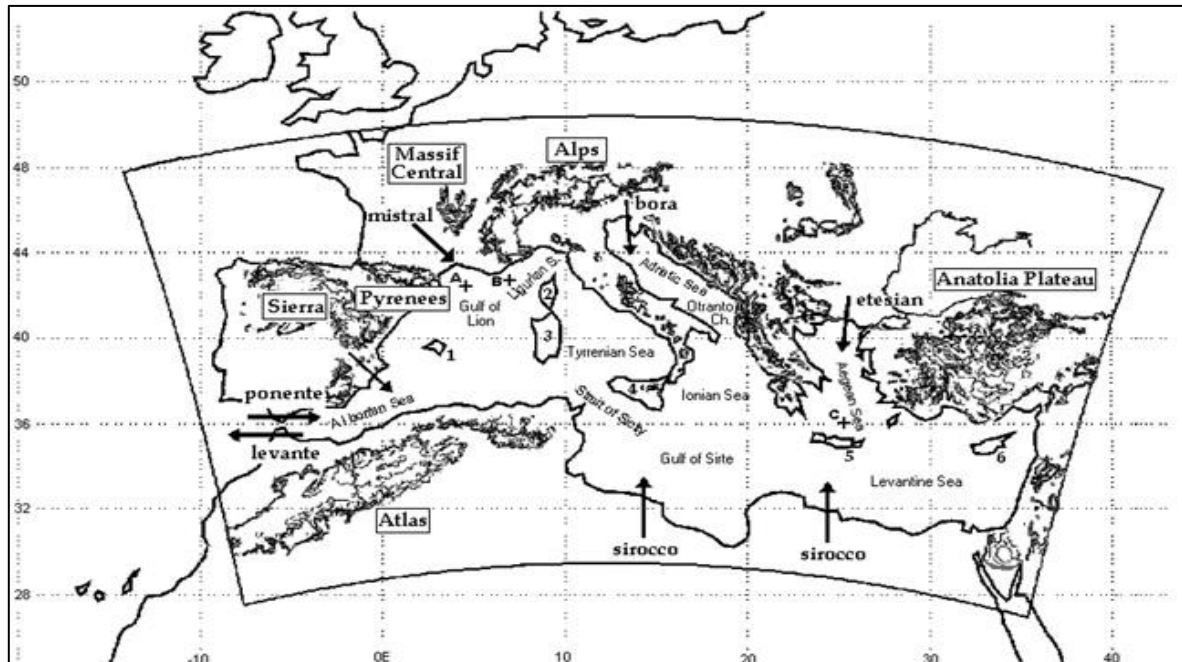 50
48
Massif
Central
Alps
mistral
bora
44
A
B
Ligurian S.
Adriatic Sea
Anatolia Plateau
Sierra
Pyrenees
Gulf of
Lion
2
Otranto
Ch.
etesian
40
1
3
Tyrrenian Sea
Aegean Sea
ponente
Alboran Sea
4
Ionian Sea
Strait of Sicily
C
36
levante
Gulf of Sirte
5
6
Levantine Sea
32
Atlas
sirocco
sirocco
28
-10
0E
10
20
30
40